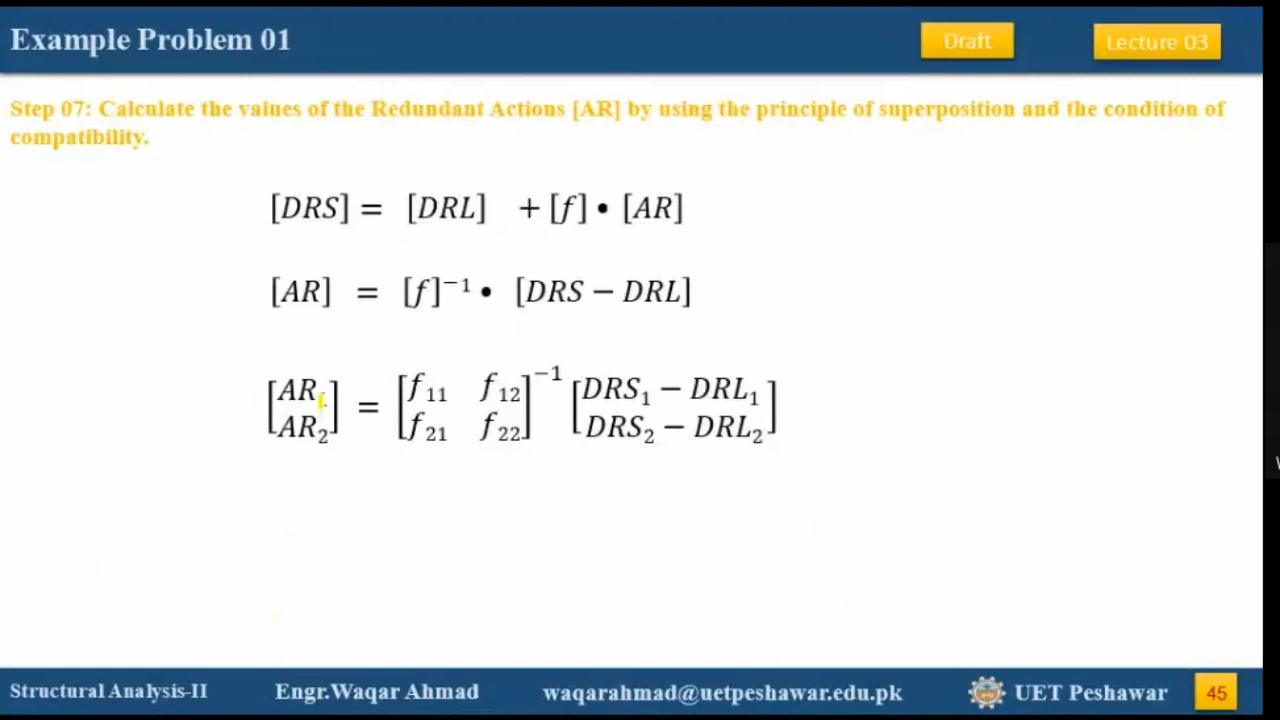 Example Problem 01
Draft
Lecture 03
Step 07: Calculate the values of the Redundant Actions [AR] by using the principle of superposition and the condition of
compatibility.
[DRS] = [DRL] + [f] • [AR]
[AR] = [f]⁻¹ • [DRS − DRL]
[AR₁ AR₂] = [f₁₁ f₁₂ f₂₁ f₂₂]⁻¹ [DRS₁ − DRL₁ DRS₂ − DRL₂]
Structural Analysis-II
Engr.Waqar Ahmad
waqarahmad@uetpeshawar.edu.pk
UET Peshawar
45